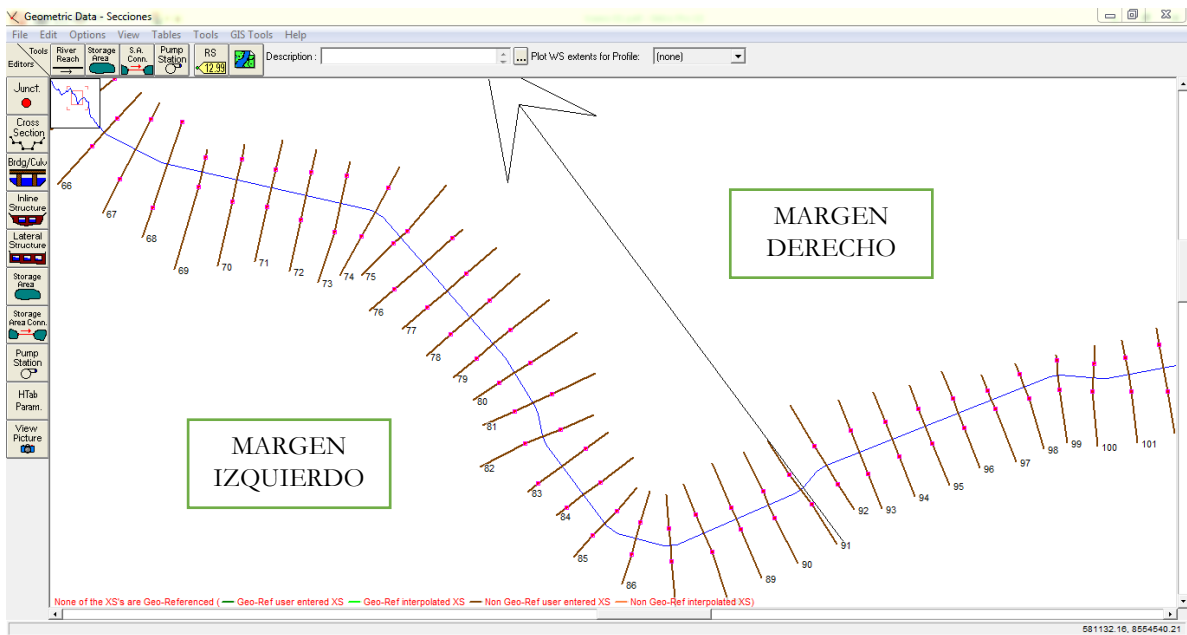 Geometric Data - Secciones
File Edit Options View Tables Tools GIS Tools Help
Tools
Editors
River
Reach
Storage
Area
S.A.
Conn.
Pump
Station
RS
12.99
Description :
...
Plot WS extents for Profile:
(none)
Junct.
Cross
Section
Brdg/Culv
Inline
Structure
Lateral
Structure
Storage
Area
Storage
Area Conn.
Pump
Station
HTab
Param.
View
Picture
66
67
68
69
70
71
72
73
74
75
76
77
78
79
80
81
82
83
84
85
86
89
90
91
92
93
94
95
96
97
98
99
100
101
MARGEN
DERECHO
MARGEN
IZQUIERDO
None of the XS's are Geo-Referenced ( — Geo-Ref user entered XS — Geo-Ref interpolated XS — Non Geo-Ref user entered XS — Non Geo-Ref interpolated XS)
581132.16, 8554540.21